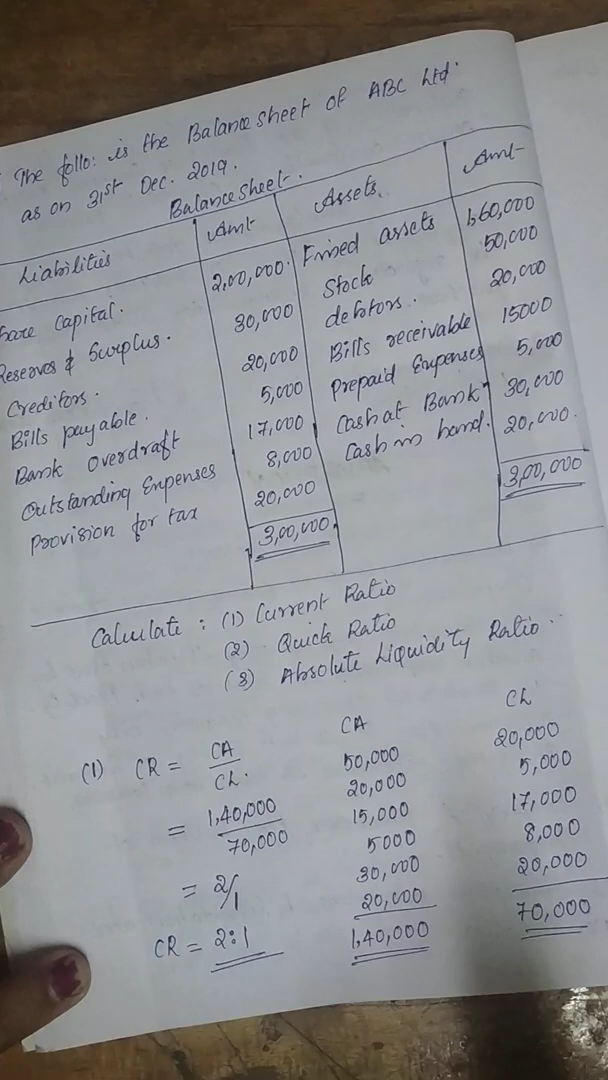 The follo: is the Balance sheet of ABC Ltd.
as on 31st Dec. 2019.
Balance sheet.
Liabilities Amt Assets. Amt
Share Capital. 2,00,000. Fixed assets 1,60,000
Reserves & Surplus. 30,000 Stock 50,000
Creditors. 20,000 debtors. 20,000
Bills payable. 5,000 Bills receivable 15000
Bank Overdraft 17,000 Prepaid Expenses 5,000
Outstanding Expenses 8,000 Cash at Bank 30,000
Provision for tax 20,000 Cash in hand. 20,000.
3,00,000. 3,00,000
Calculate : (1) Current Ratio
(2) Quick Ratio
(3) Absolute Liquidity Ratio.
(1) CR = CA / CL. CA CL
= 1,40,000 / 70,000 50,000 20,000
20,000 5,000
15,000 17,000
= 2/1 5000 8,000
30,000 20,000
20,000 70,000
CR = 2:1 1,40,000